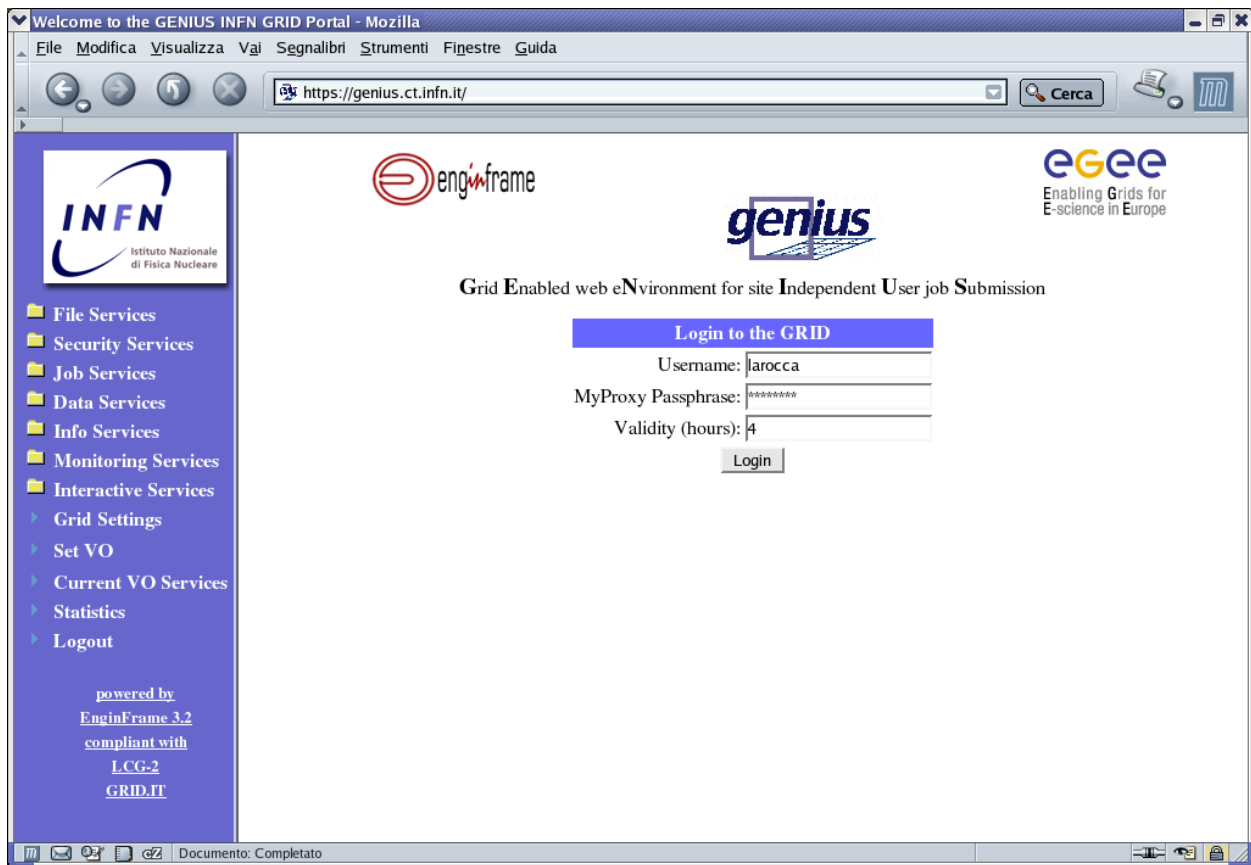 Welcome to the GENIUS INFN GRID Portal - Mozilla
File Modifica Visualizza Vai Segnalibri Strumenti Finestre Guida
https://genius.ct.infn.it/
Cerca
INFN
Istituto Nazionale
di Fisica Nucleare
File Services
Security Services
Job Services
Data Services
Info Services
Monitoring Services
Interactive Services
Grid Settings
Set VO
Current VO Services
Statistics
Logout
powered by
EnginFrame 3.2
compliant with
LCG-2
GRID.IT
enginframe
genius
egee
Enabling Grids for
E-science in Europe
Grid Enabled web eNvironment for site Independent User job Submission
Login to the GRID
Username: larocca
MyProxy Passphrase: ********
Validity (hours): 4
Login
Documento: Completato